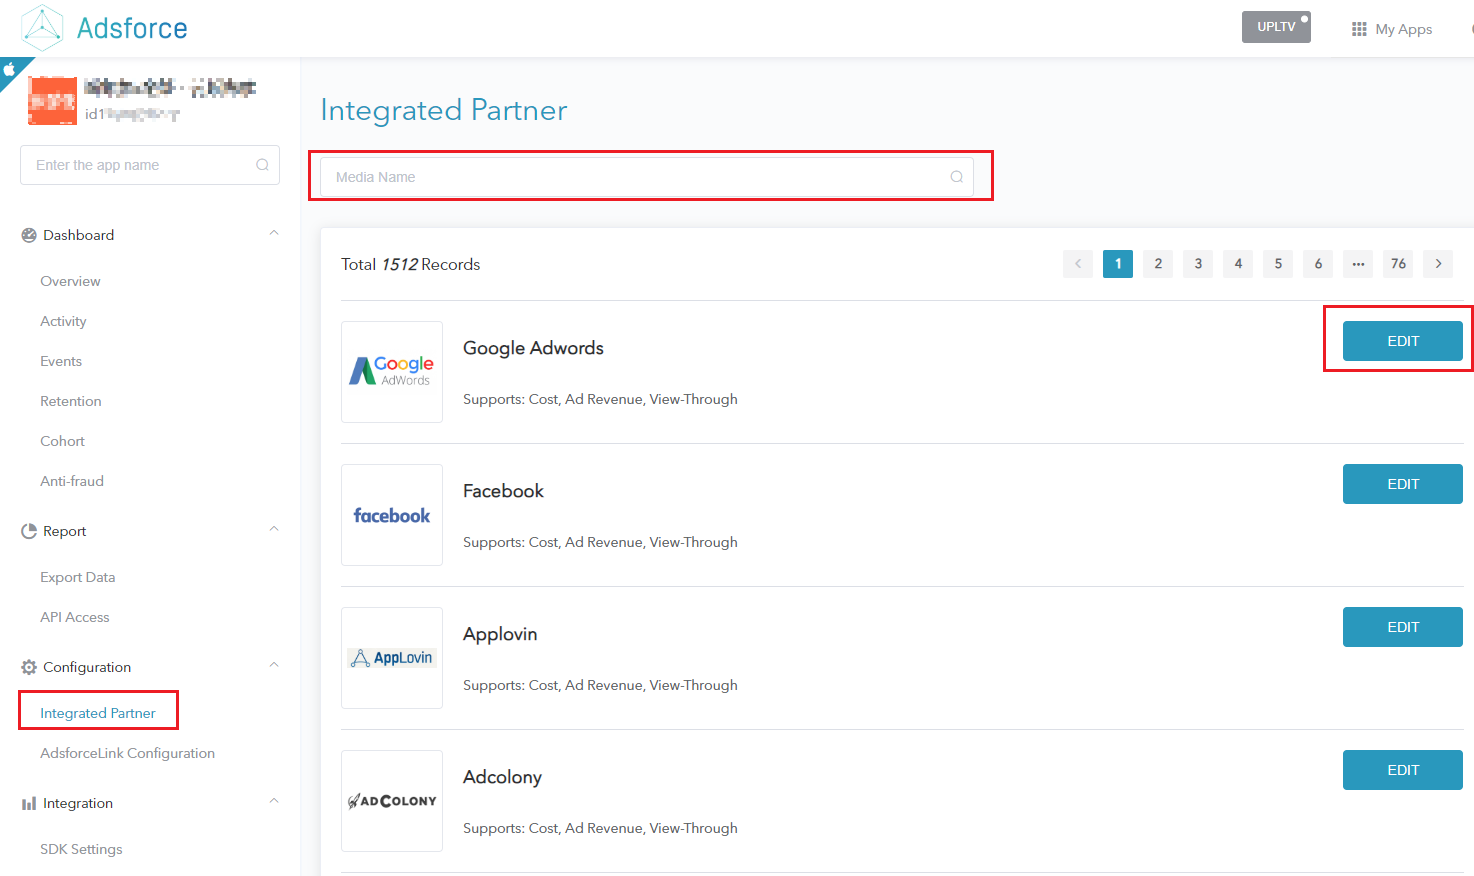 Adsforce
UPLTV
My Apps
id1
Enter the app name
Dashboard
Overview
Activity
Events
Retention
Cohort
Anti-fraud
Report
Export Data
API Access
Configuration
Integrated Partner
AdsforceLink Configuration
Integration
SDK Settings
Integrated Partner
Media Name
Total 1512 Records
< 1 2 3 4 5 6 ••• 76 >
Google AdWords
Google Adwords
EDIT
Supports: Cost, Ad Revenue, View-Through
facebook
Facebook
EDIT
Supports: Cost, Ad Revenue, View-Through
AppLovin
Applovin
EDIT
Supports: Cost, Ad Revenue, View-Through
ADCOLONY
Adcolony
EDIT
Supports: Cost, Ad Revenue, View-Through